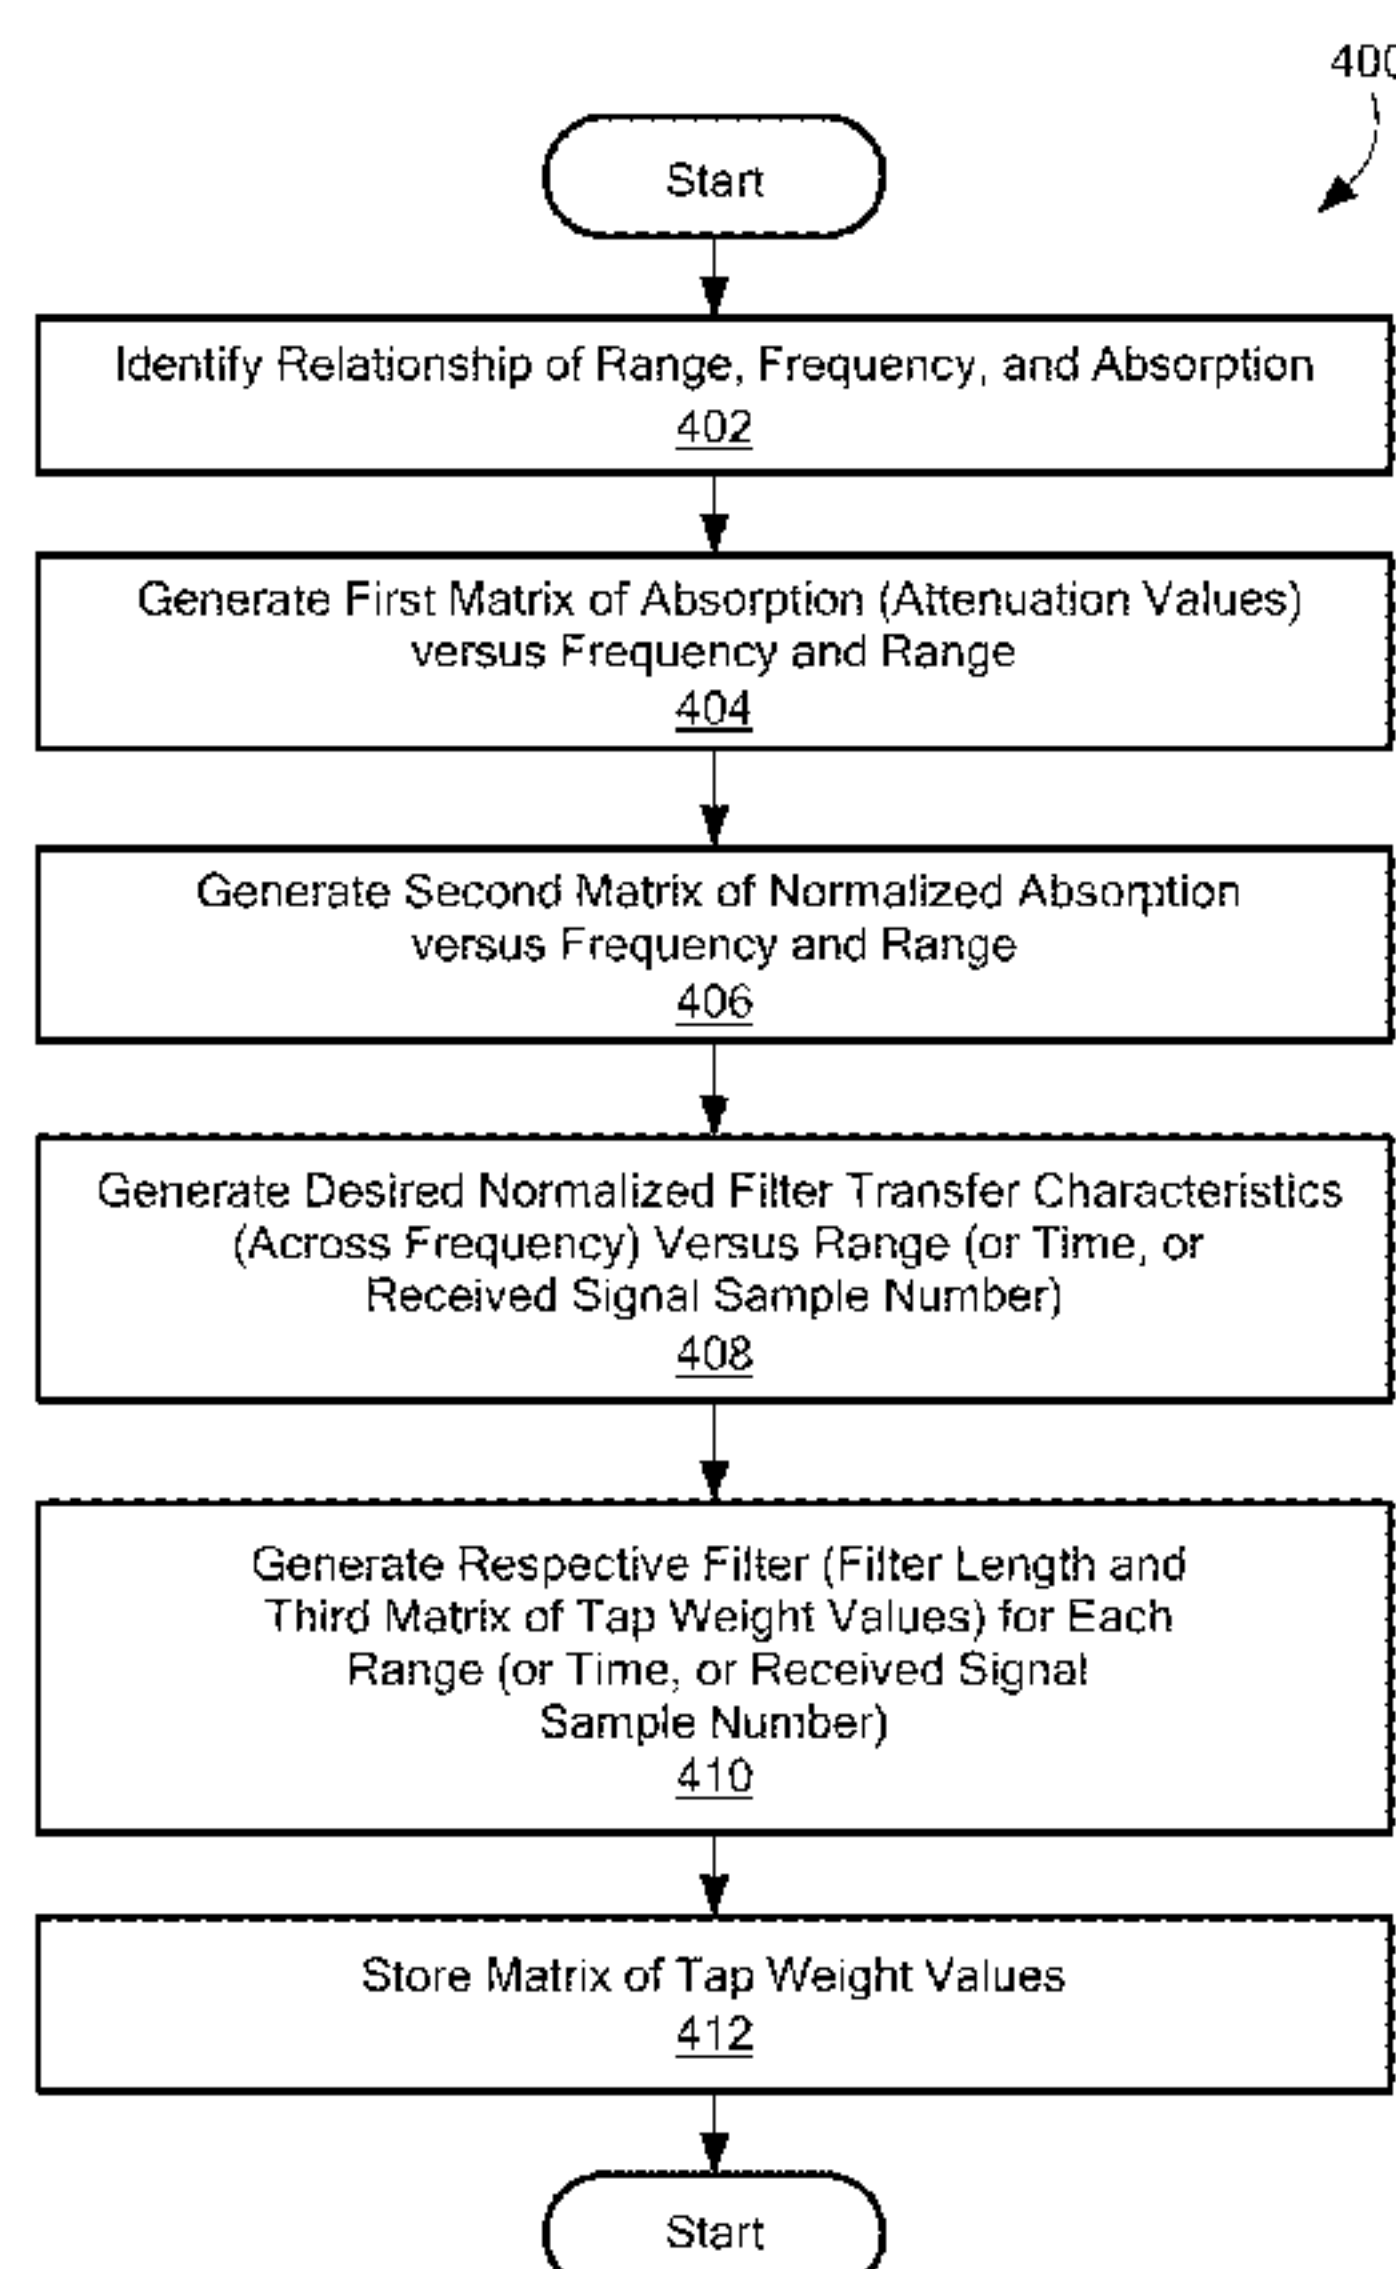 400
Start
Identify Relationship of Range, Frequency, and Absorption
402
Generate First Matrix of Absorption (Attenuation Values)
versus Frequency and Range
404
Generate Second Matrix of Normalized Absorption
versus Frequency and Range
406
Generate Desired Normalized Filter Transfer Characteristics
(Across Frequency) Versus Range (or Time, or
Received Signal Sample Number)
408
Generate Respective Filter (Filter Length and
Third Matrix of Tap Weight Values) for Each
Range (or Time, or Received Signal
Sample Number)
410
Store Matrix of Tap Weight Values
412
Start